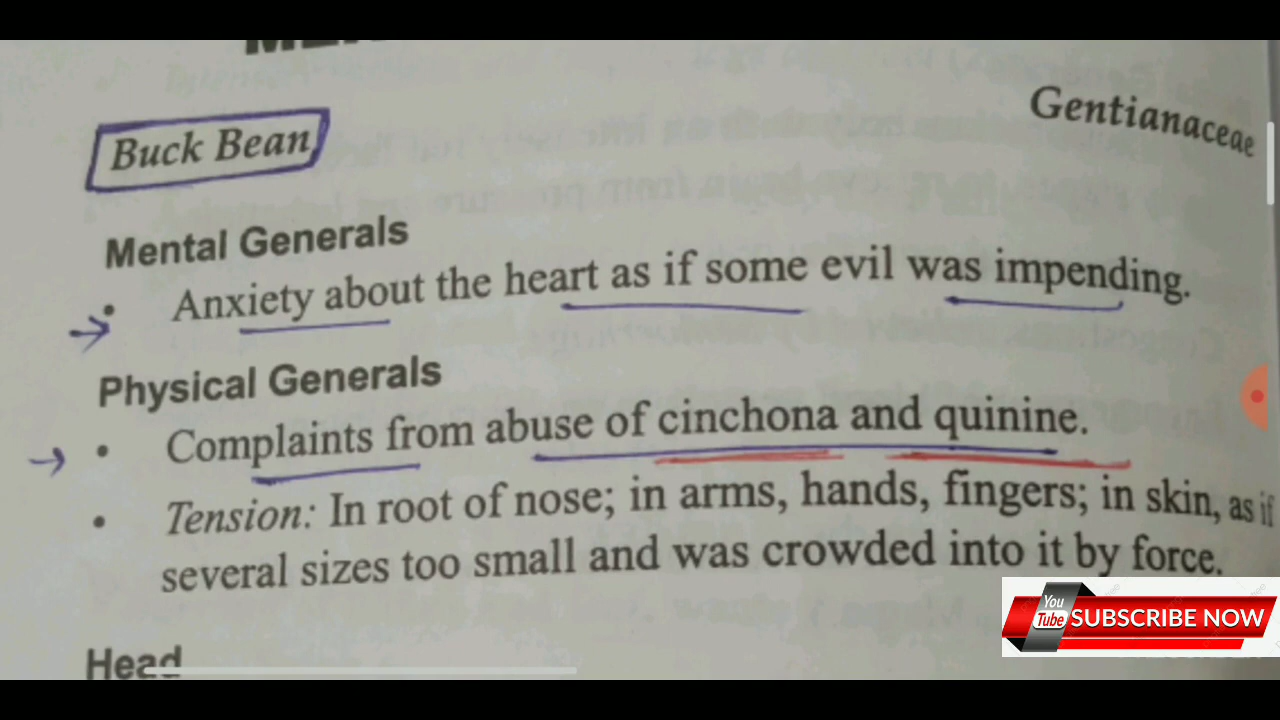 Buck Bean
Gentianaceae
Mental Generals
• Anxiety about the heart as if some evil was impending.
Physical Generals
• Complaints from abuse of cinchona and quinine.
• Tension: In root of nose; in arms, hands, fingers; in skin, as if
several sizes too small and was crowded into it by force.
You
Tube SUBSCRIBE NOW
Head